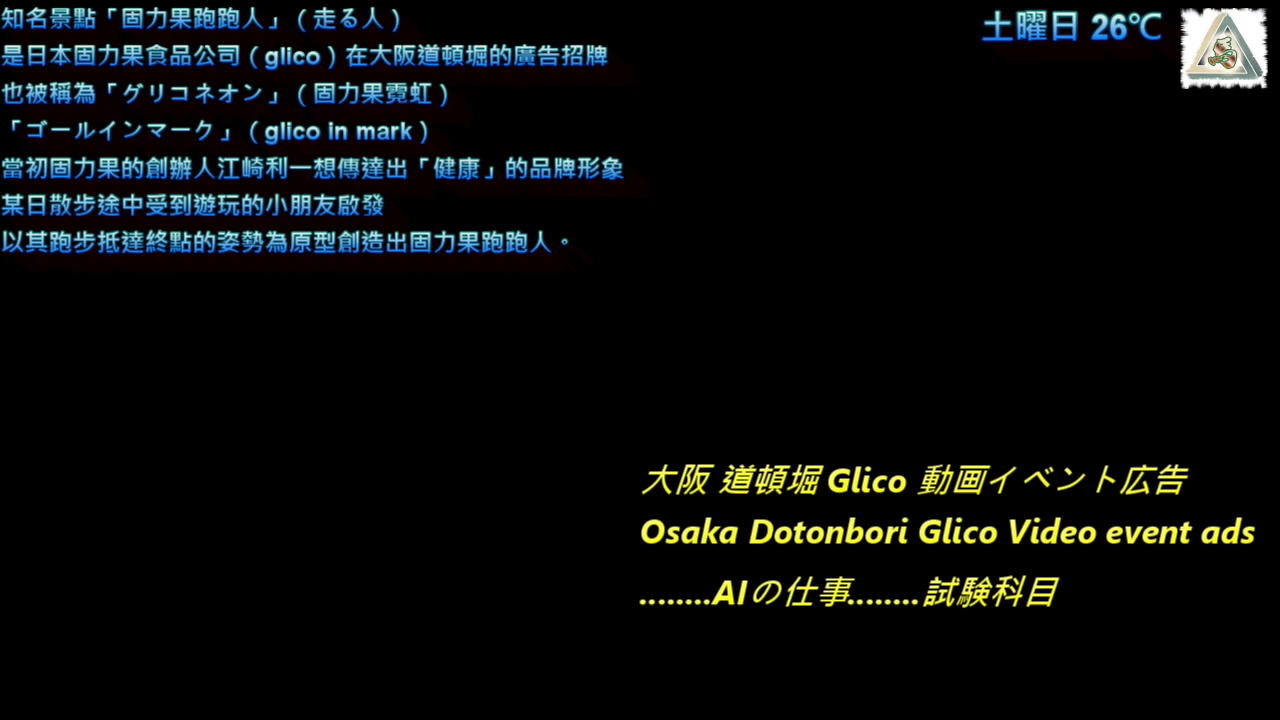 知名景點「固力果跑跑人」（走る人）
是日本固力果食品公司（glico）在大阪道頓堀的廣告招牌
也被稱為「グリコネオン」（固力果霓虹）
「ゴールインマーク」（glico in mark）
當初固力果的創辦人江崎利一想傳達出「健康」的品牌形象
某日散步途中受到遊玩的小朋友啟發
以其跑步抵達終點的姿勢為原型創造出固力果跑跑人。
土曜日 26℃
大阪 道頓堀 Glico 動画イベント広告
Osaka Dotonbori Glico Video event ads
........AIの仕事........試験科目